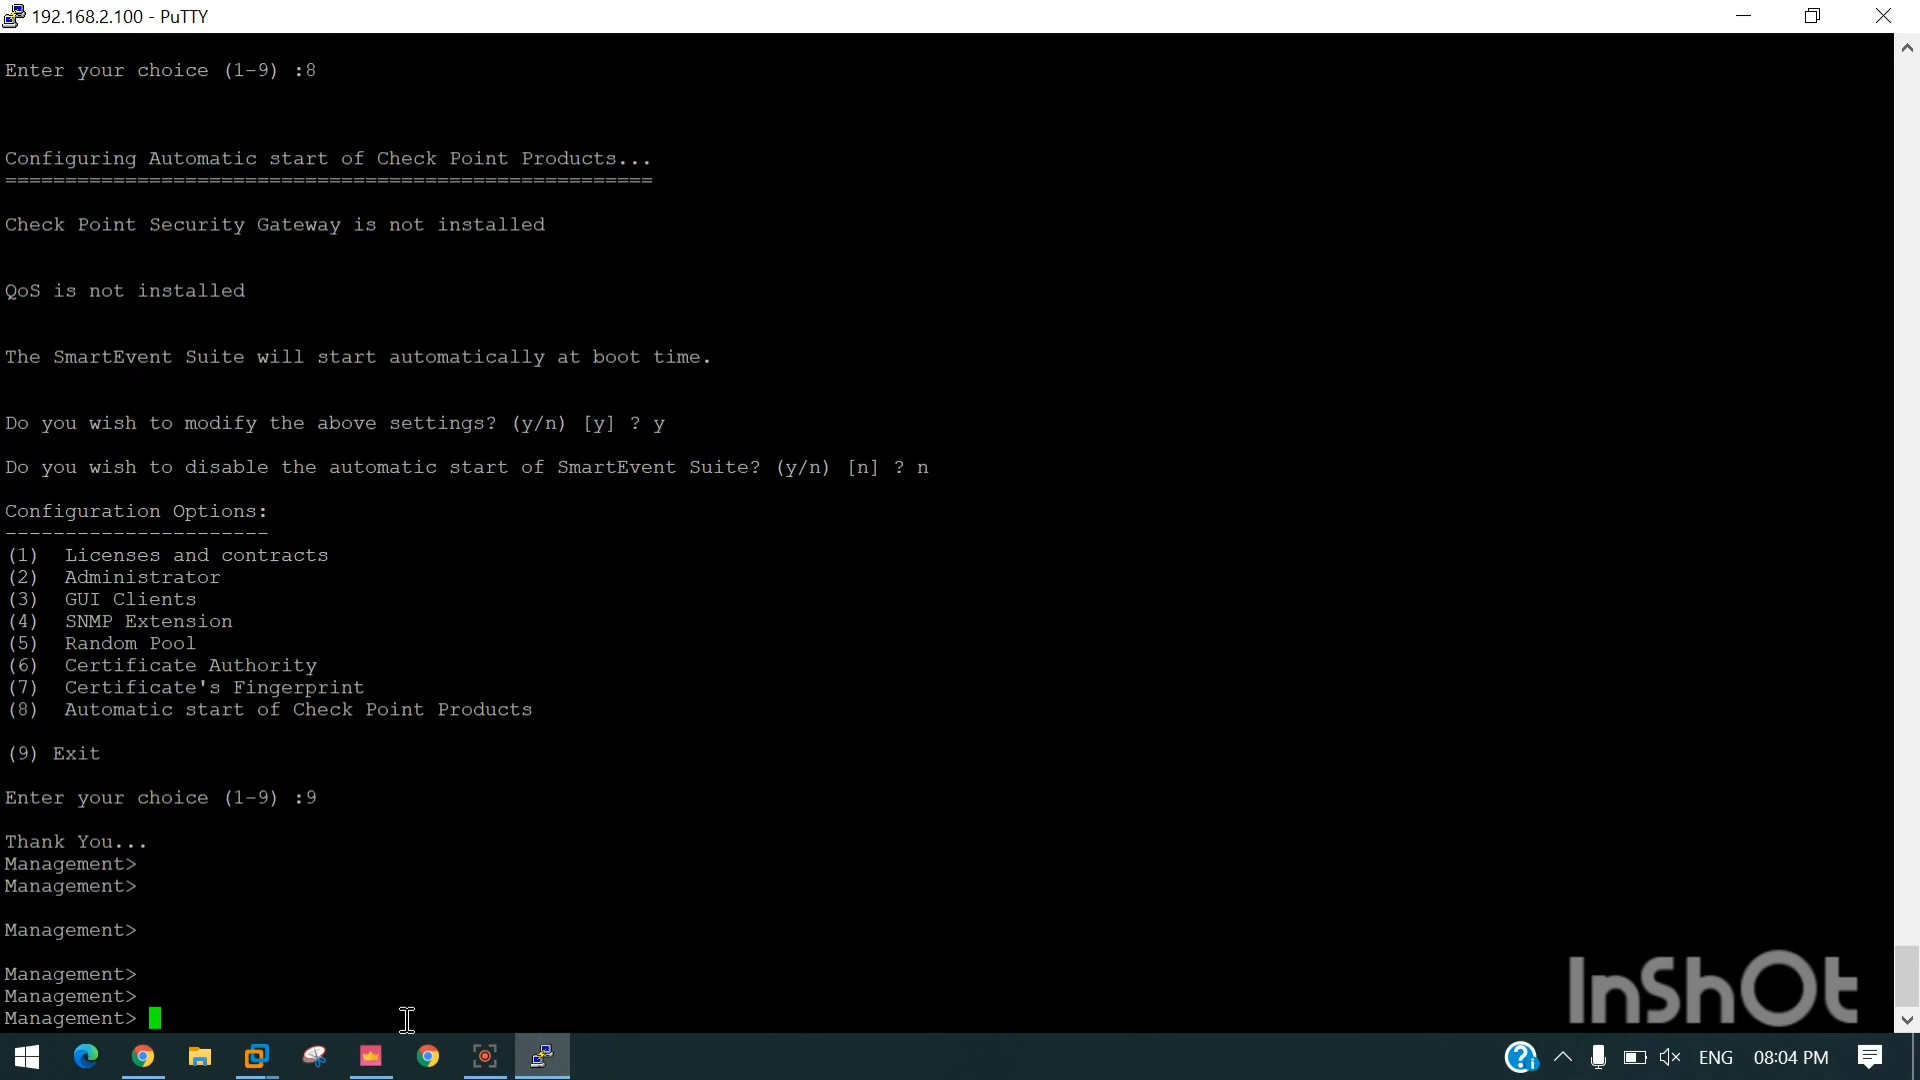 192.168.2.100 - PuTTY
Enter your choice (1-9) :8
Configuring Automatic start of Check Point Products...
======================================================
Check Point Security Gateway is not installed
QoS is not installed
The SmartEvent Suite will start automatically at boot time.
Do you wish to modify the above settings? (y/n) [y] ? y
Do you wish to disable the automatic start of SmartEvent Suite? (y/n) [n] ? n
Configuration Options:
----------------------
(1)  Licenses and contracts
(2)  Administrator
(3)  GUI Clients
(4)  SNMP Extension
(5)  Random Pool
(6)  Certificate Authority
(7)  Certificate's Fingerprint
(8)  Automatic start of Check Point Products
(9) Exit
Enter your choice (1-9) :9
Thank You...
Management>
Management>
Management>
Management>
Management>
Management>
InShOt
ENG 08:04 PM